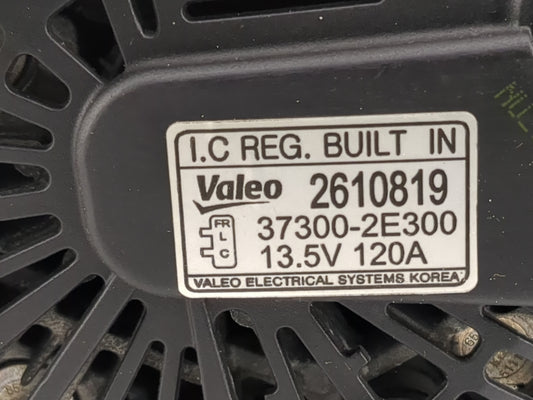 I.C REG. BUILT IN
Valeo 2610819
FR
L
C
37300-2E300
13.5V 120A
VALEO ELECTRICAL SYSTEMS KOREA